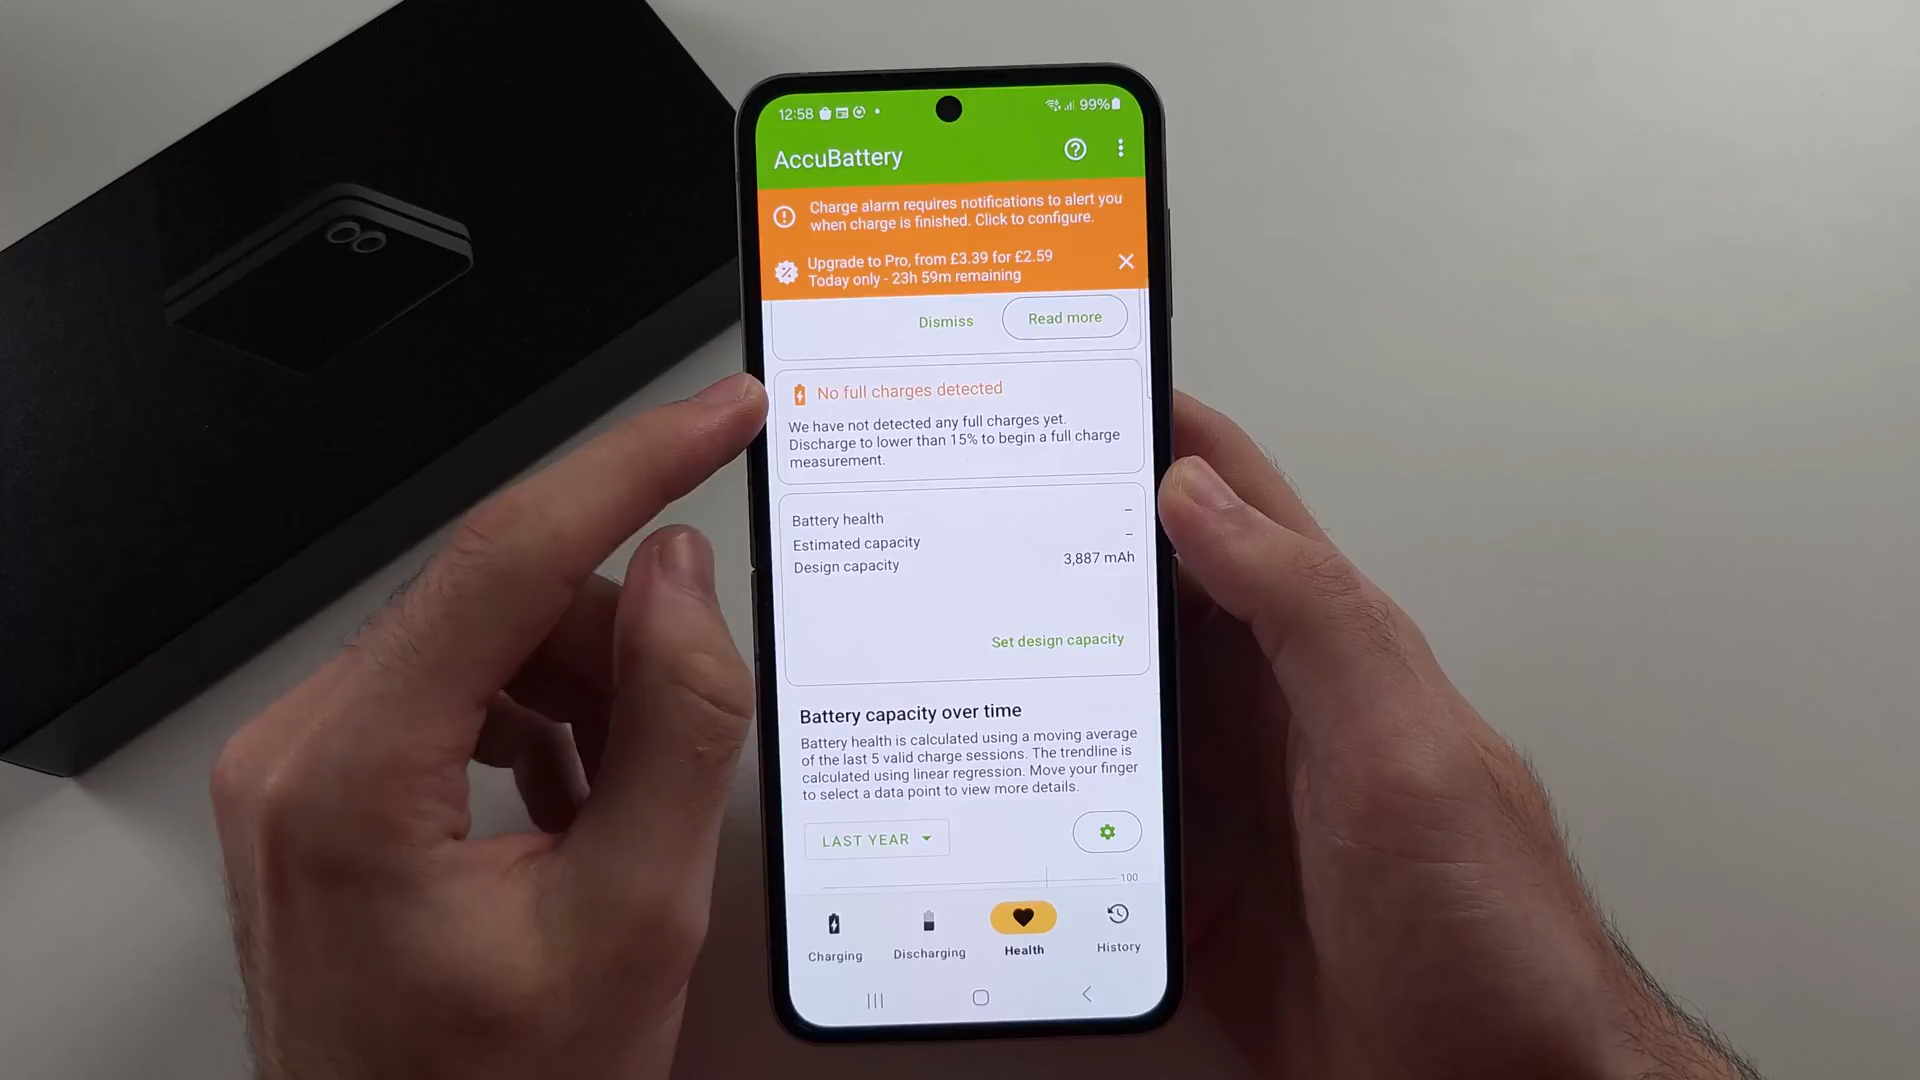 12:58
99%
AccuBattery
Charge alarm requires notifications to alert you
when charge is finished. Click to configure.
Upgrade to Pro, from £3.39 for £2.59
Today only - 23h 59m remaining
Dismiss
Read more
No full charges detected
We have not detected any full charges yet.
Discharge to lower than 15% to begin a full charge
measurement.
Battery health –
Estimated capacity –
Design capacity 3,887 mAh
Set design capacity
Battery capacity over time
Battery health is calculated using a moving average
of the last 5 valid charge sessions. The trendline is
calculated using linear regression. Move your finger
to select a data point to view more details.
LAST YEAR
100
Charging
Discharging
Health
History